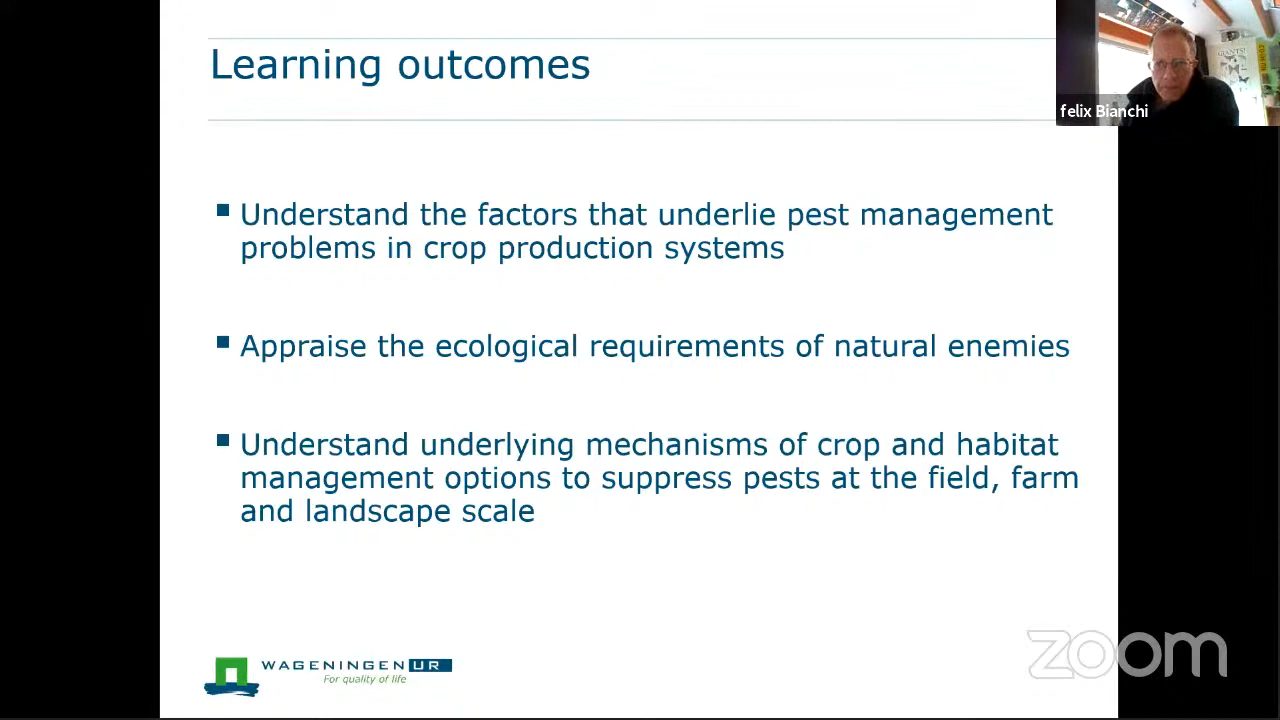 Learning outcomes
felix Bianchi
Understand the factors that underlie pest management
problems in crop production systems
Appraise the ecological requirements of natural enemies
Understand underlying mechanisms of crop and habitat
management options to suppress pests at the field, farm
and landscape scale
WAGENINGEN UR
For quality of life
zoom